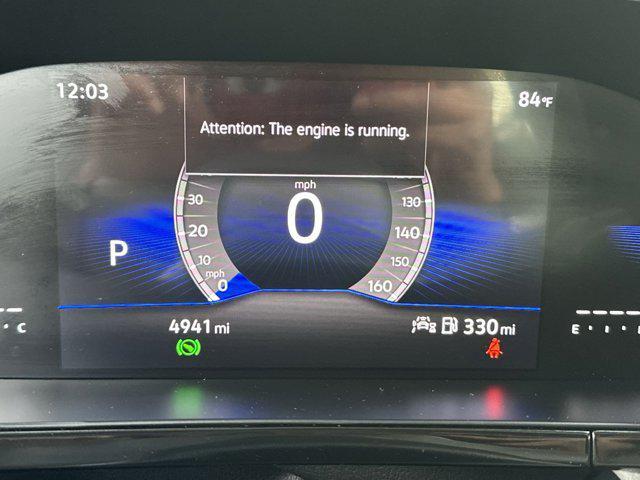 12:03
84°F
Attention: The engine is running.
mph
0
30
130
20
140
10
150
mph
0
160
P
4941 mi
330 mi
C
E